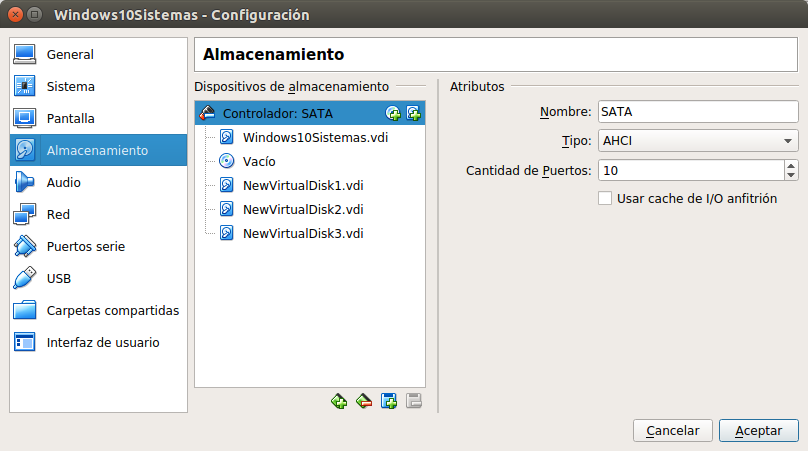 Windows10Sistemas - Configuración
General
Sistema
Pantalla
Almacenamiento
Audio
Red
Puertos serie
USB
Carpetas compartidas
Interfaz de usuario
Almacenamiento
Dispositivos de almacenamiento
Controlador: SATA
Windows10Sistemas.vdi
Vacío
NewVirtualDisk1.vdi
NewVirtualDisk2.vdi
NewVirtualDisk3.vdi
Atributos
Nombre: SATA
Tipo: AHCI
Cantidad de Puertos: 10
Usar cache de I/O anfitrión
Cancelar Aceptar